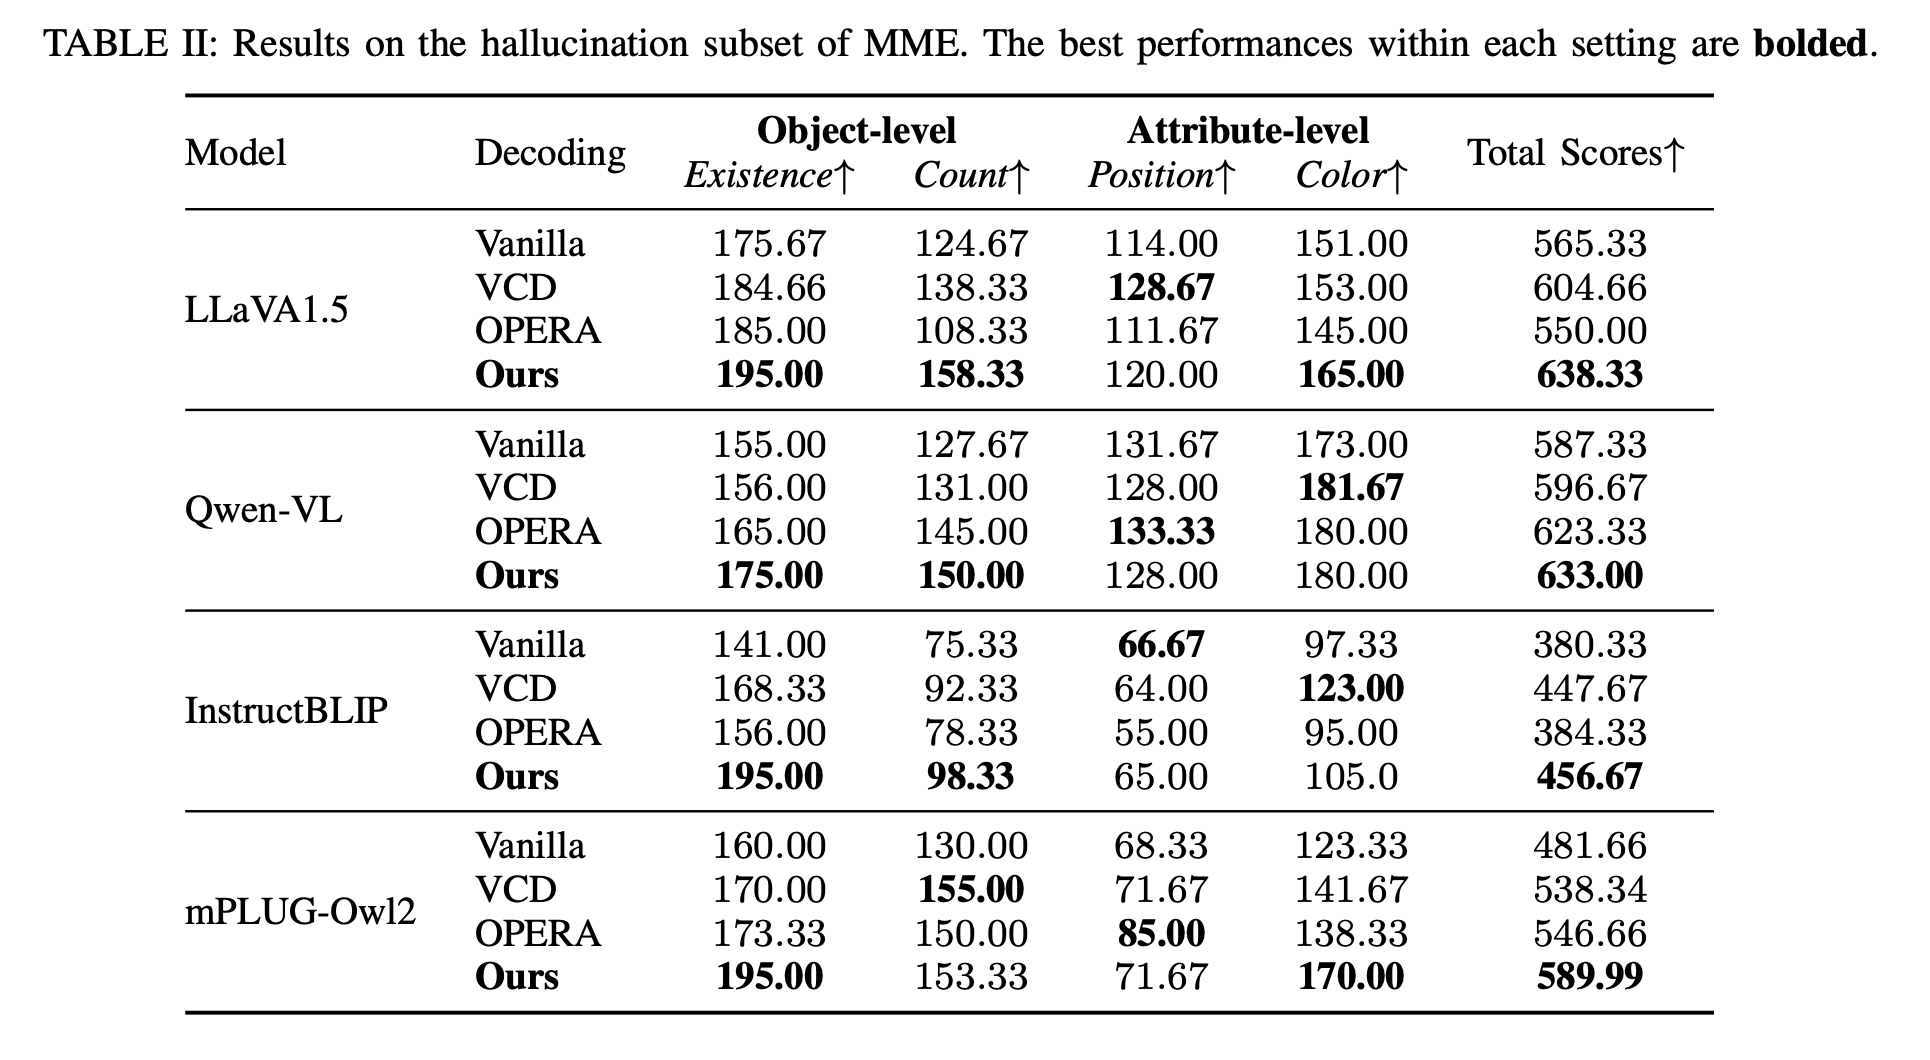 TABLE II: Results on the hallucination subset of MME. The best performances within each setting are bolded.
Model Decoding Object-level Attribute-level Total Scores↑
Existence↑ Count↑ Position↑ Color↑
LLaVA1.5
Vanilla 175.67 124.67 114.00 151.00 565.33
VCD 184.66 138.33 128.67 153.00 604.66
OPERA 185.00 108.33 111.67 145.00 550.00
Ours 195.00 158.33 120.00 165.00 638.33
Qwen-VL
Vanilla 155.00 127.67 131.67 173.00 587.33
VCD 156.00 131.00 128.00 181.67 596.67
OPERA 165.00 145.00 133.33 180.00 623.33
Ours 175.00 150.00 128.00 180.00 633.00
InstructBLIP
Vanilla 141.00 75.33 66.67 97.33 380.33
VCD 168.33 92.33 64.00 123.00 447.67
OPERA 156.00 78.33 55.00 95.00 384.33
Ours 195.00 98.33 65.00 105.0 456.67
mPLUG-Owl2
Vanilla 160.00 130.00 68.33 123.33 481.66
VCD 170.00 155.00 71.67 141.67 538.34
OPERA 173.33 150.00 85.00 138.33 546.66
Ours 195.00 153.33 71.67 170.00 589.99